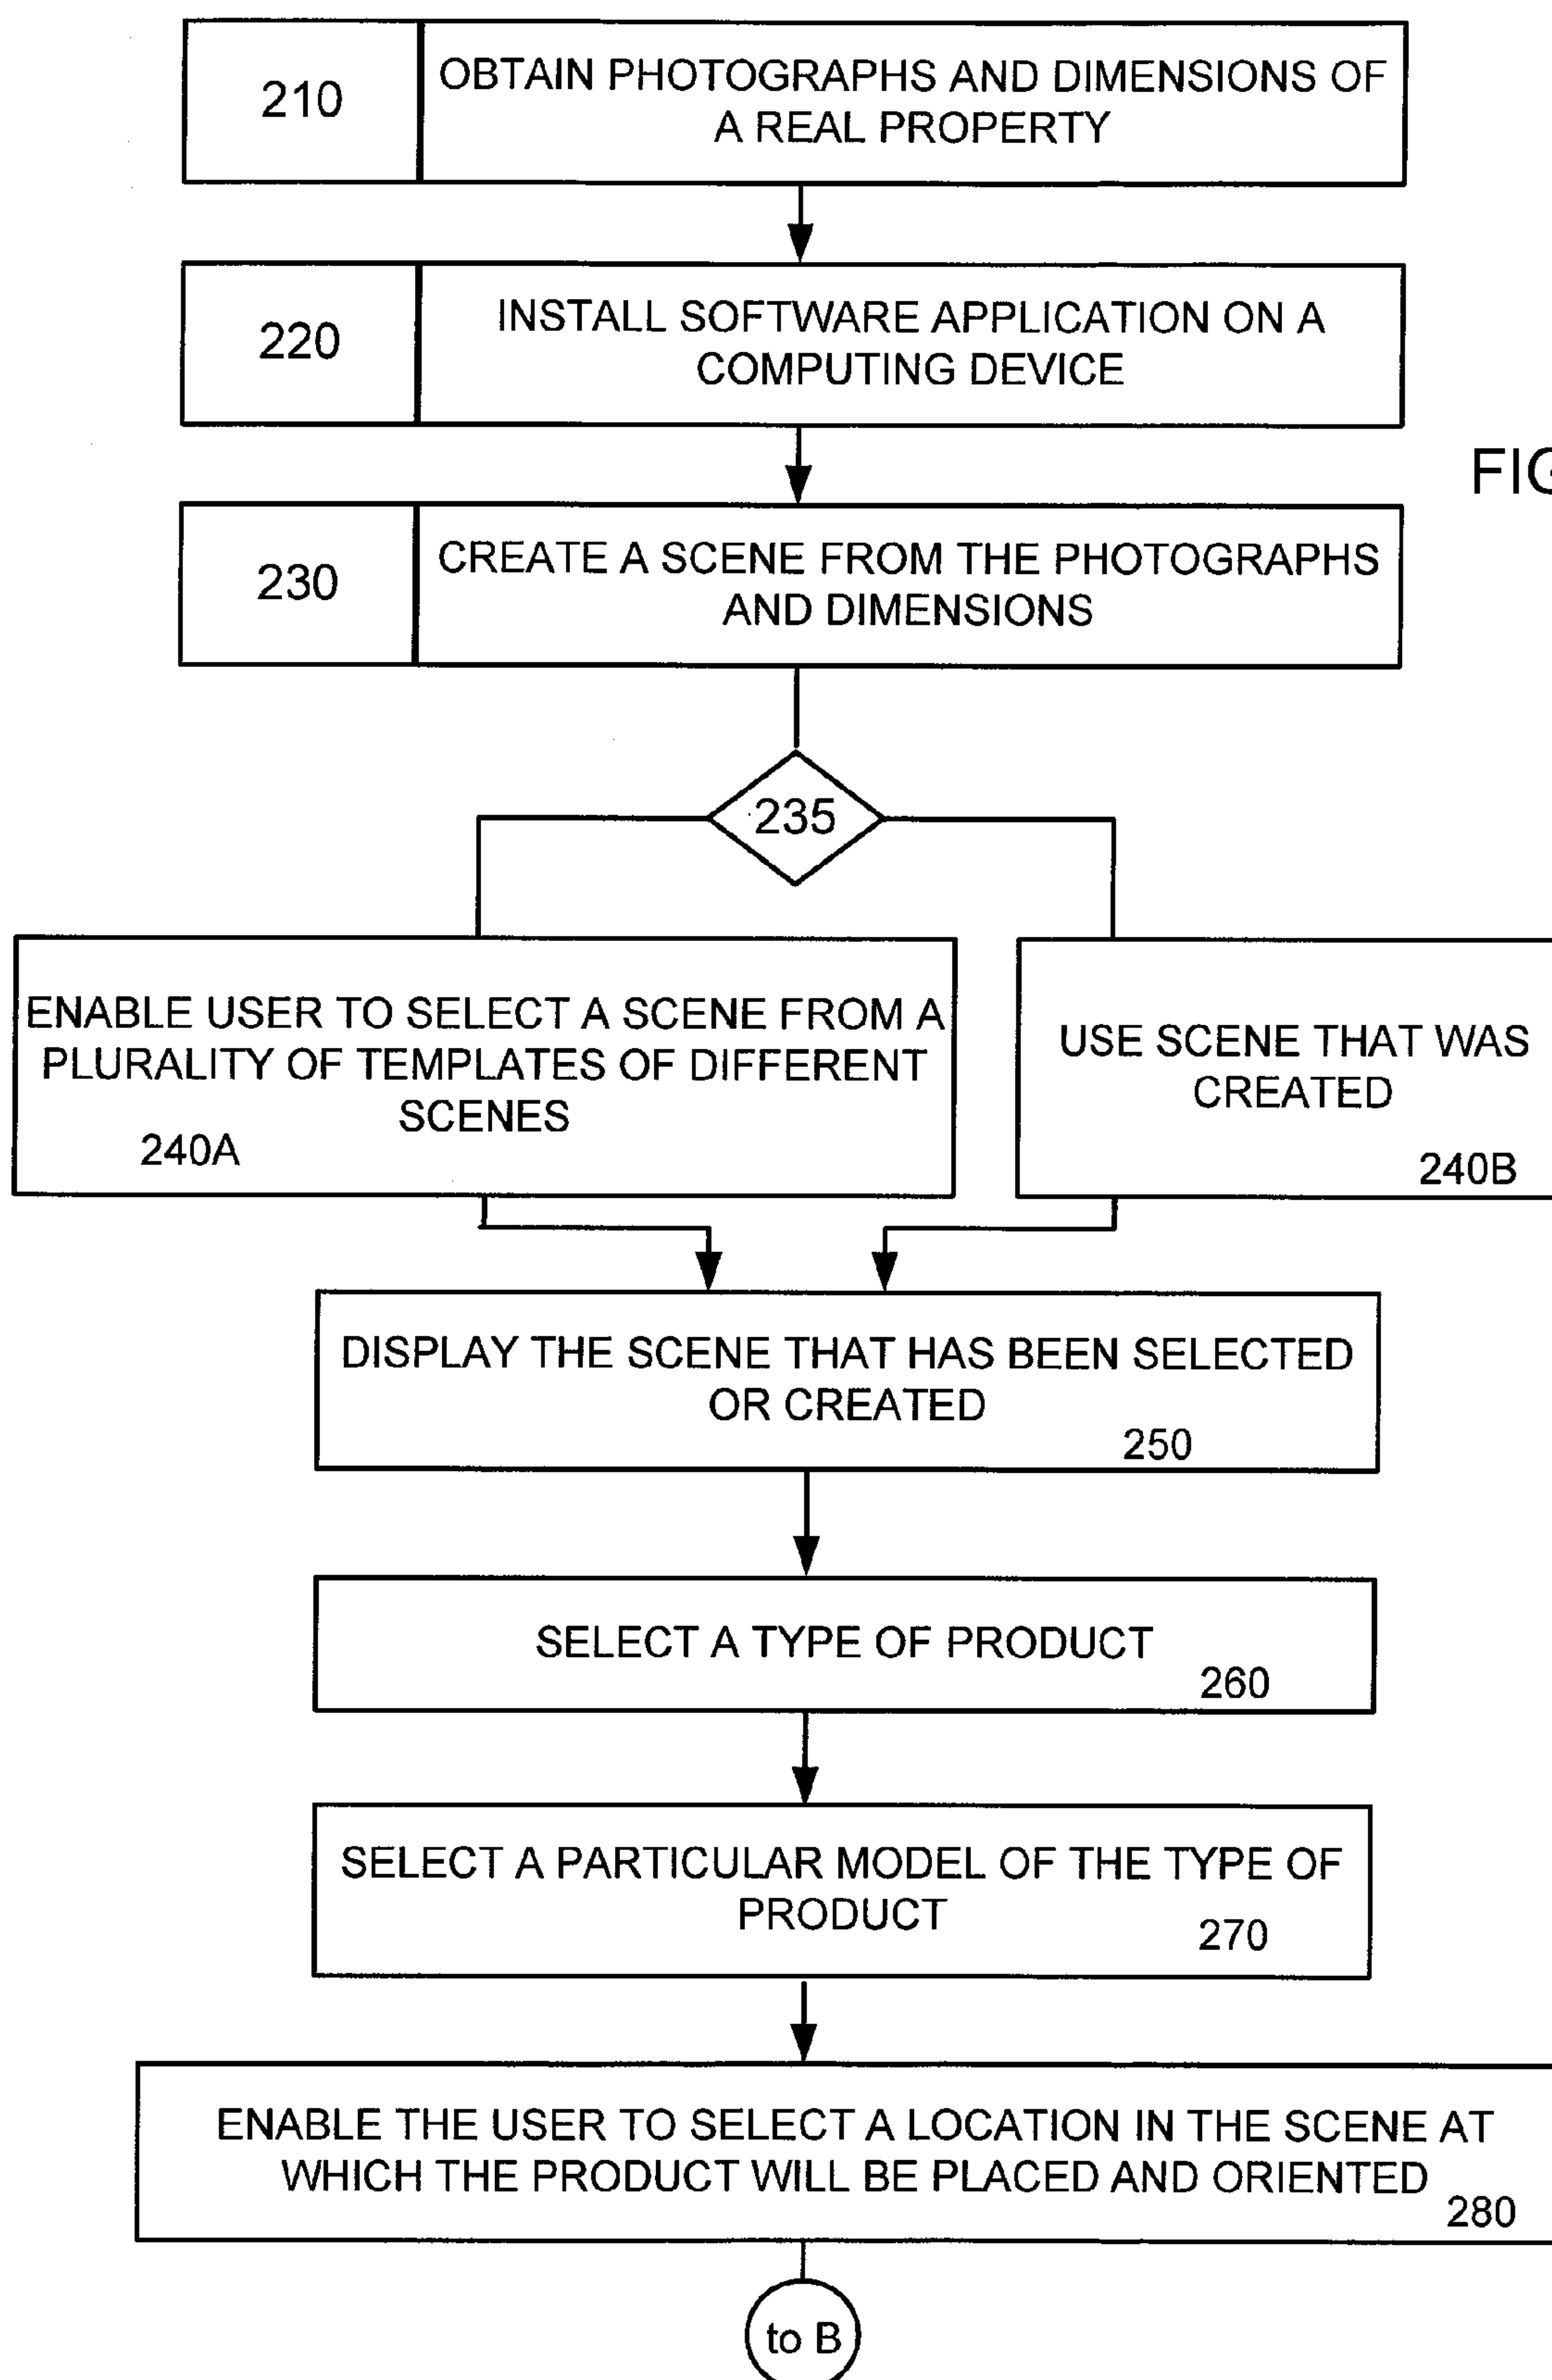 210
OBTAIN PHOTOGRAPHS AND DIMENSIONS OF
A REAL PROPERTY
220
INSTALL SOFTWARE APPLICATION ON A
COMPUTING DEVICE
FIG
230
CREATE A SCENE FROM THE PHOTOGRAPHS
AND DIMENSIONS
235
ENABLE USER TO SELECT A SCENE FROM A
PLURALITY OF TEMPLATES OF DIFFERENT
SCENES
240A
USE SCENE THAT WAS
CREATED
240B
DISPLAY THE SCENE THAT HAS BEEN SELECTED
OR CREATED
250
SELECT A TYPE OF PRODUCT
260
SELECT A PARTICULAR MODEL OF THE TYPE OF
PRODUCT
270
ENABLE THE USER TO SELECT A LOCATION IN THE SCENE AT
WHICH THE PRODUCT WILL BE PLACED AND ORIENTED
280
to B